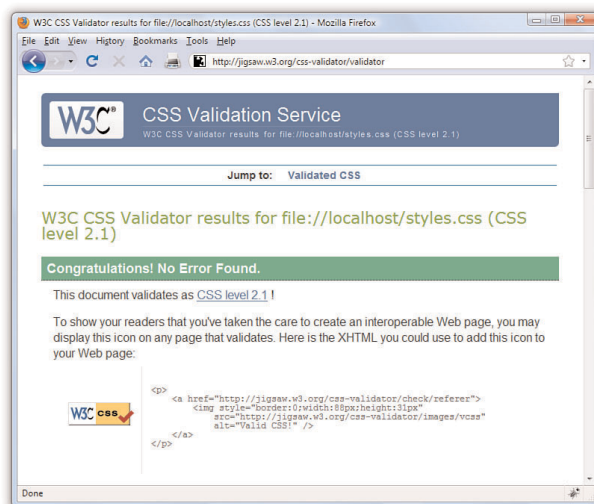 W3C CSS Validator results for file://localhost/styles.css (CSS level 2.1) - Mozilla Firefox
File Edit View History Bookmarks Tools Help
http://jigsaw.w3.org/css-validator/validator
W3C® CSS Validation Service
W3C CSS Validator results for file://localhost/styles.css (CSS level 2.1)
Jump to: Validated CSS
W3C CSS Validator results for file://localhost/styles.css (CSS
level 2.1)
Congratulations! No Error Found.
This document validates as CSS level 2.1 !
To show your readers that you've taken the care to create an interoperable Web page, you may
display this icon on any page that validates. Here is the XHTML you could use to add this icon to
your Web page:
<p>
<a href="http://jigsaw.w3.org/css-validator/check/referer">
<img style="border:0;width:88px;height:31px"
W3C css
src="http://jigsaw.w3.org/css-validator/images/vcss"
alt="Valid CSS!" />
</a>
</p>
Done